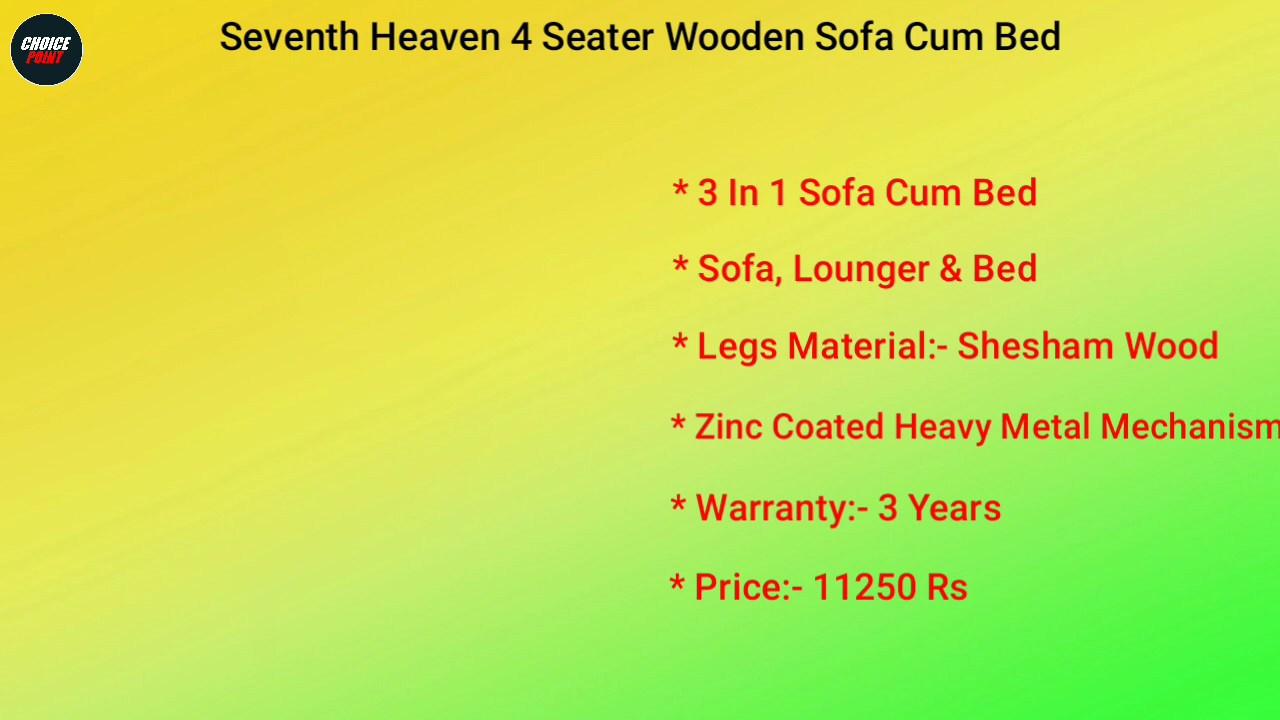 CHOICE
POINT
Seventh Heaven 4 Seater Wooden Sofa Cum Bed
* 3 In 1 Sofa Cum Bed
* Sofa, Lounger & Bed
* Legs Material:- Shesham Wood
* Zinc Coated Heavy Metal Mechanism
* Warranty:- 3 Years
* Price:- 11250 Rs